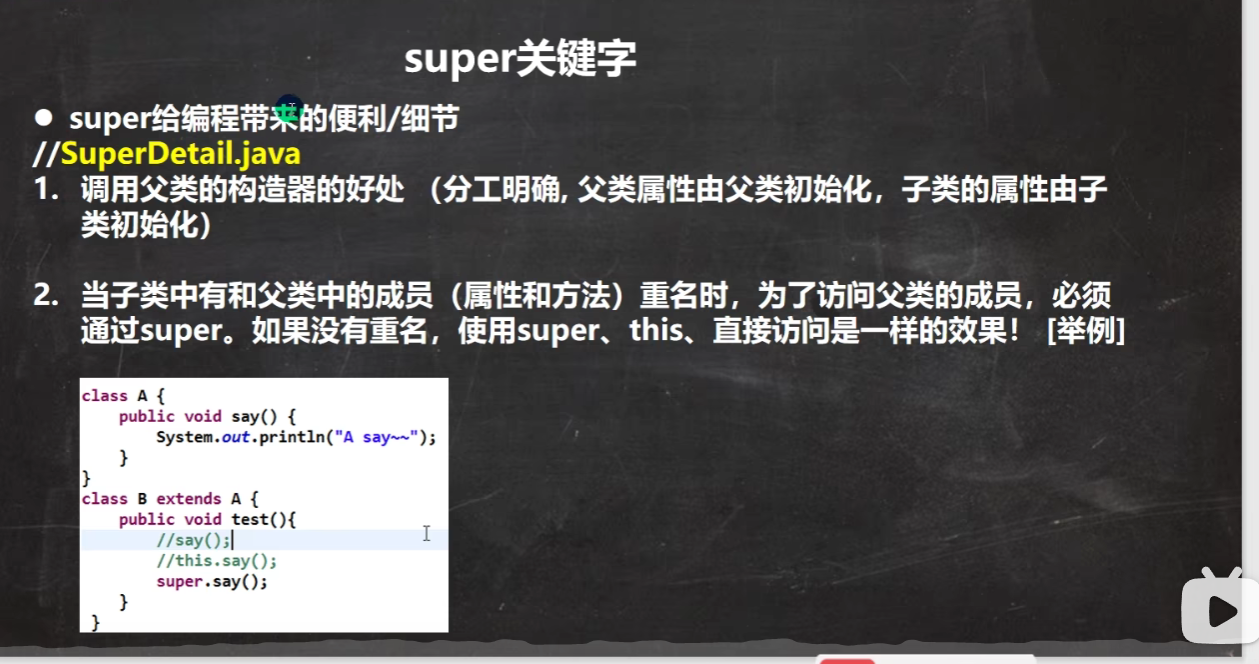 super关键字
● super给编程带来的便利/细节
//SuperDetail.java
1. 调用父类的构造器的好处 （分工明确, 父类属性由父类初始化，子类的属性由子
类初始化）
2. 当子类中有和父类中的成员（属性和方法）重名时，为了访问父类的成员，必须
通过super。如果没有重名，使用super、this、直接访问是一样的效果！ [举例]
class A {
public void say() {
System.out.println("A say~~");
}
}
class B extends A {
public void test(){
//say();
//this.say();
super.say();
}
}